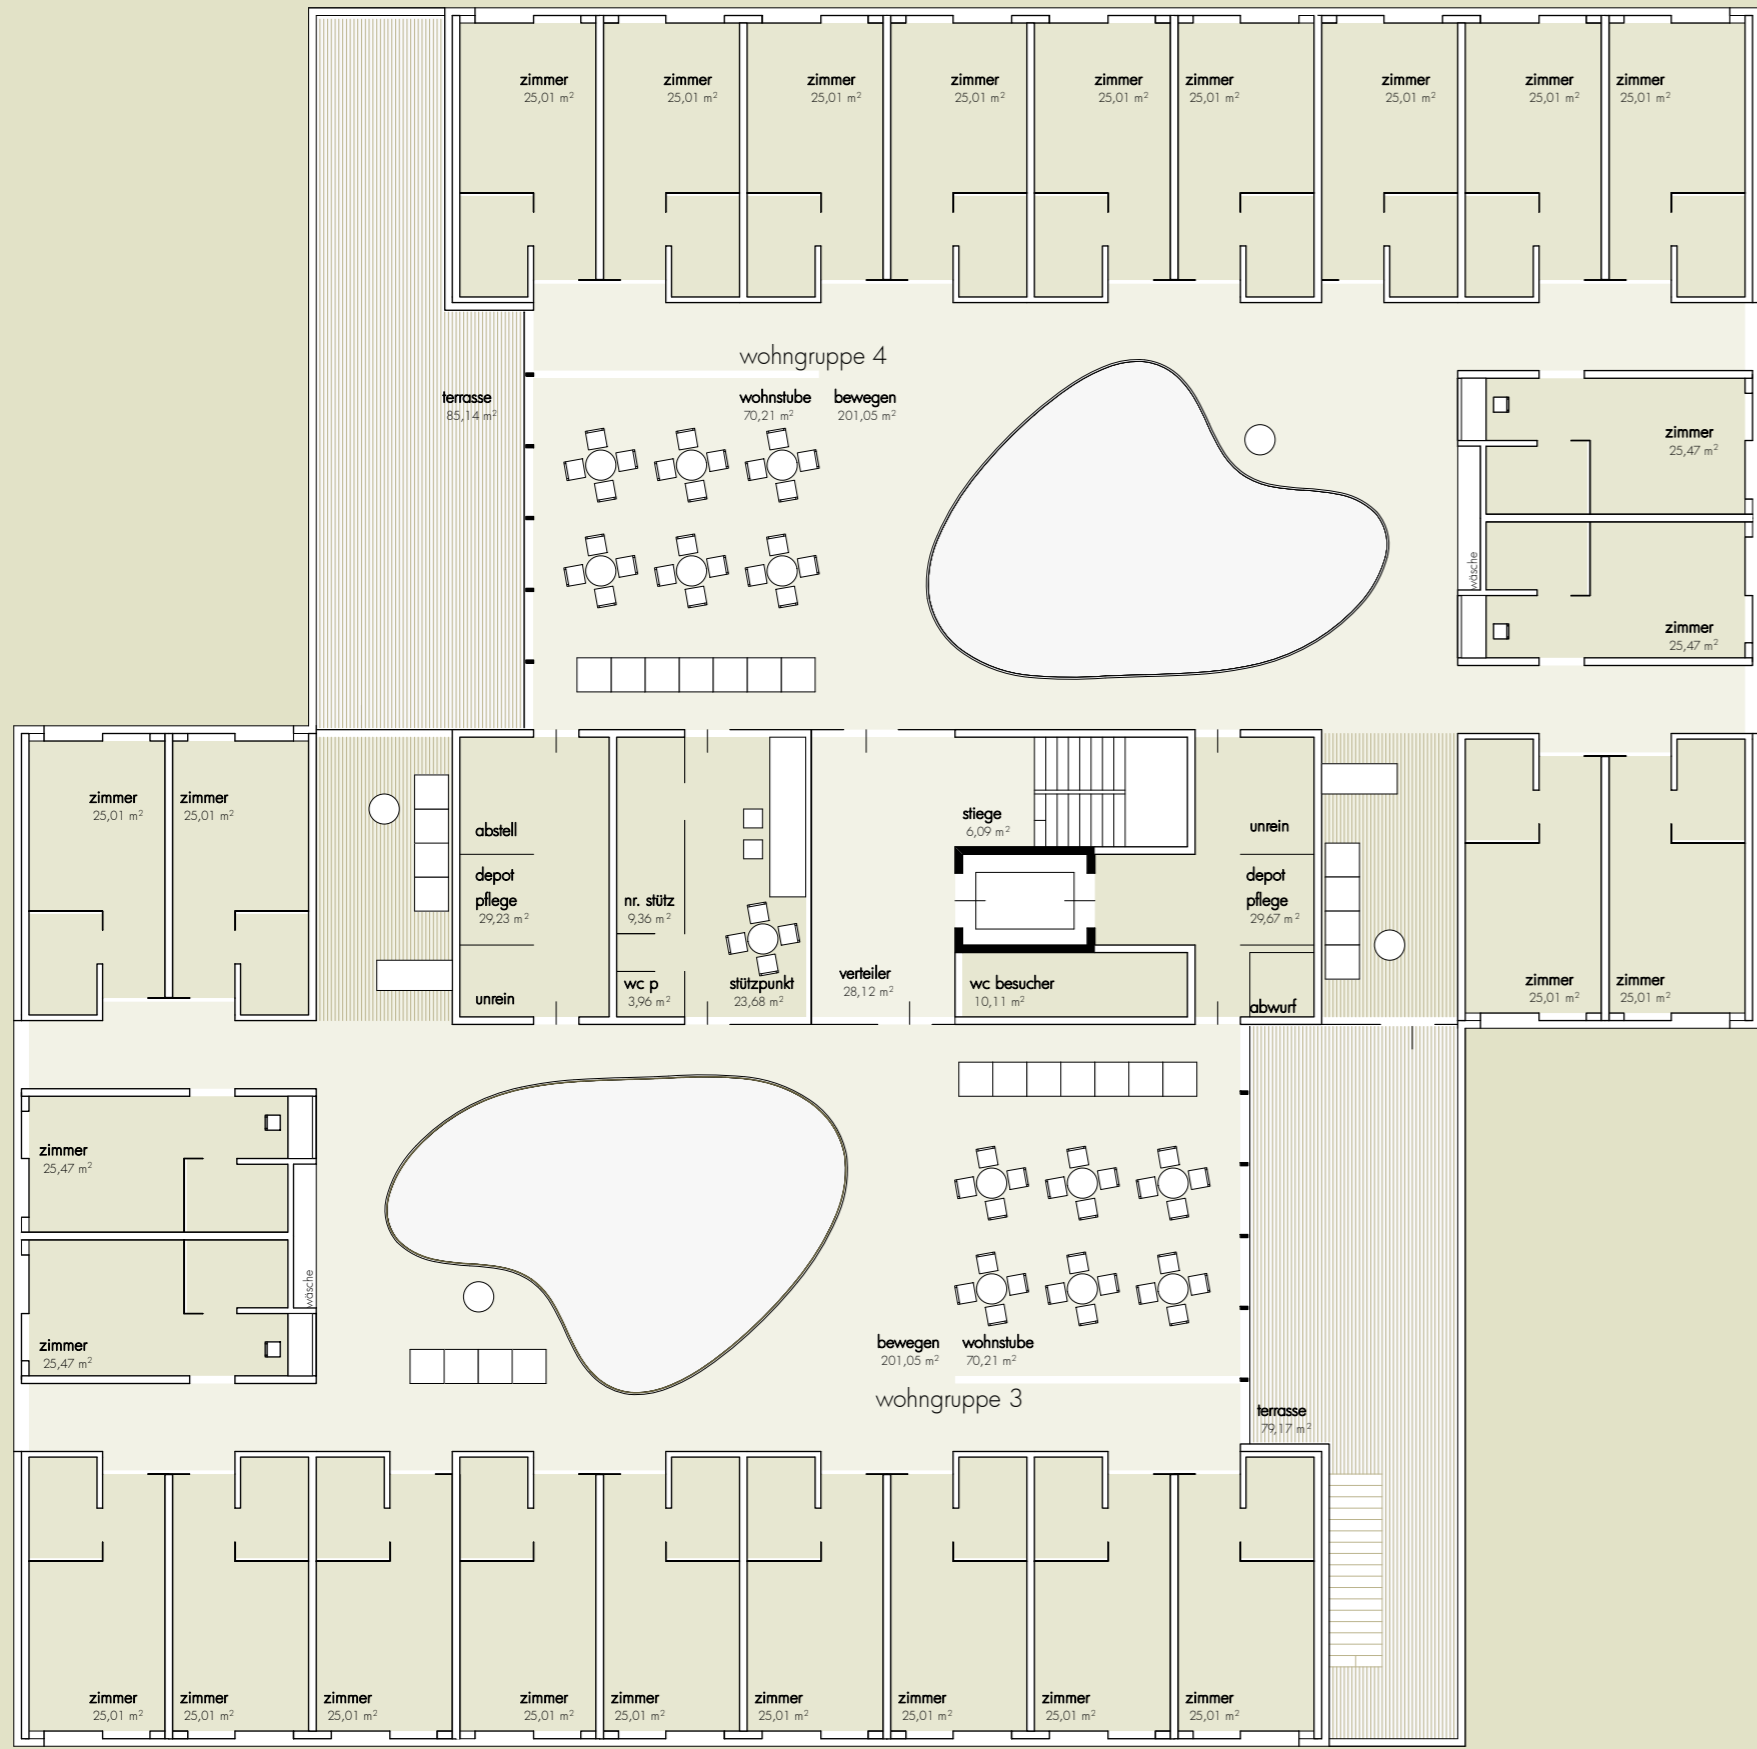 zimmer
25,01 m²
zimmer
25,01 m²
zimmer
25,01 m²
zimmer
25,01 m²
zimmer
25,01 m²
zimmer
25,01 m²
zimmer
25,01 m²
zimmer
25,01 m²
zimmer
25,01 m²
wohngruppe 4
terrasse
85,14 m²
wohnstube
70,21 m²
bewegen
201,05 m²
zimmer
25,47 m²
wäsche
zimmer
25,47 m²
zimmer
25,01 m²
zimmer
25,01 m²
abstell
depot
pflege
29,23 m²
unrein
nr. stütz
9,36 m²
wc p
3,96 m²
stützpunkt
23,68 m²
verteiler
28,12 m²
stiege
6,09 m²
wc besucher
10,11 m²
unrein
depot
pflege
29,67 m²
abwurf
zimmer
25,01 m²
zimmer
25,01 m²
zimmer
25,47 m²
wäsche
zimmer
25,47 m²
bewegen
201,05 m²
wohnstube
70,21 m²
wohngruppe 3
terrasse
79,17 m²
zimmer
25,01 m²
zimmer
25,01 m²
zimmer
25,01 m²
zimmer
25,01 m²
zimmer
25,01 m²
zimmer
25,01 m²
zimmer
25,01 m²
zimmer
25,01 m²
zimmer
25,01 m²